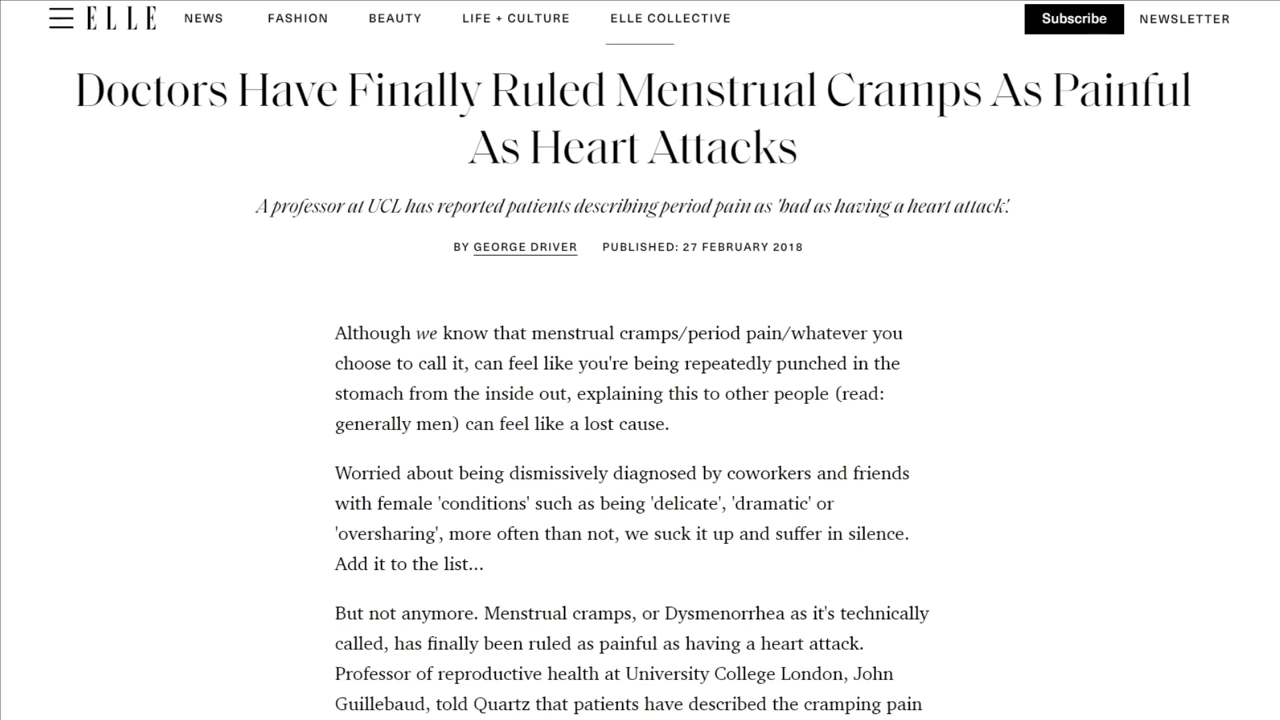 ELLE NEWS FASHION BEAUTY LIFE + CULTURE ELLE COLLECTIVE Subscribe NEWSLETTER
Doctors Have Finally Ruled Menstrual Cramps As Painful
As Heart Attacks
A professor at UCL has reported patients describing period pain as 'bad as having a heart attack'.
BY GEORGE DRIVER PUBLISHED: 27 FEBRUARY 2018
Although we know that menstrual cramps/period pain/whatever you
choose to call it, can feel like you're being repeatedly punched in the
stomach from the inside out, explaining this to other people (read:
generally men) can feel like a lost cause.
Worried about being dismissively diagnosed by coworkers and friends
with female 'conditions' such as being 'delicate', 'dramatic' or
'oversharing', more often than not, we suck it up and suffer in silence.
Add it to the list...
But not anymore. Menstrual cramps, or Dysmenorrhea as it's technically
called, has finally been ruled as painful as having a heart attack.
Professor of reproductive health at University College London, John
Guillebaud, told Quartz that patients have described the cramping pain